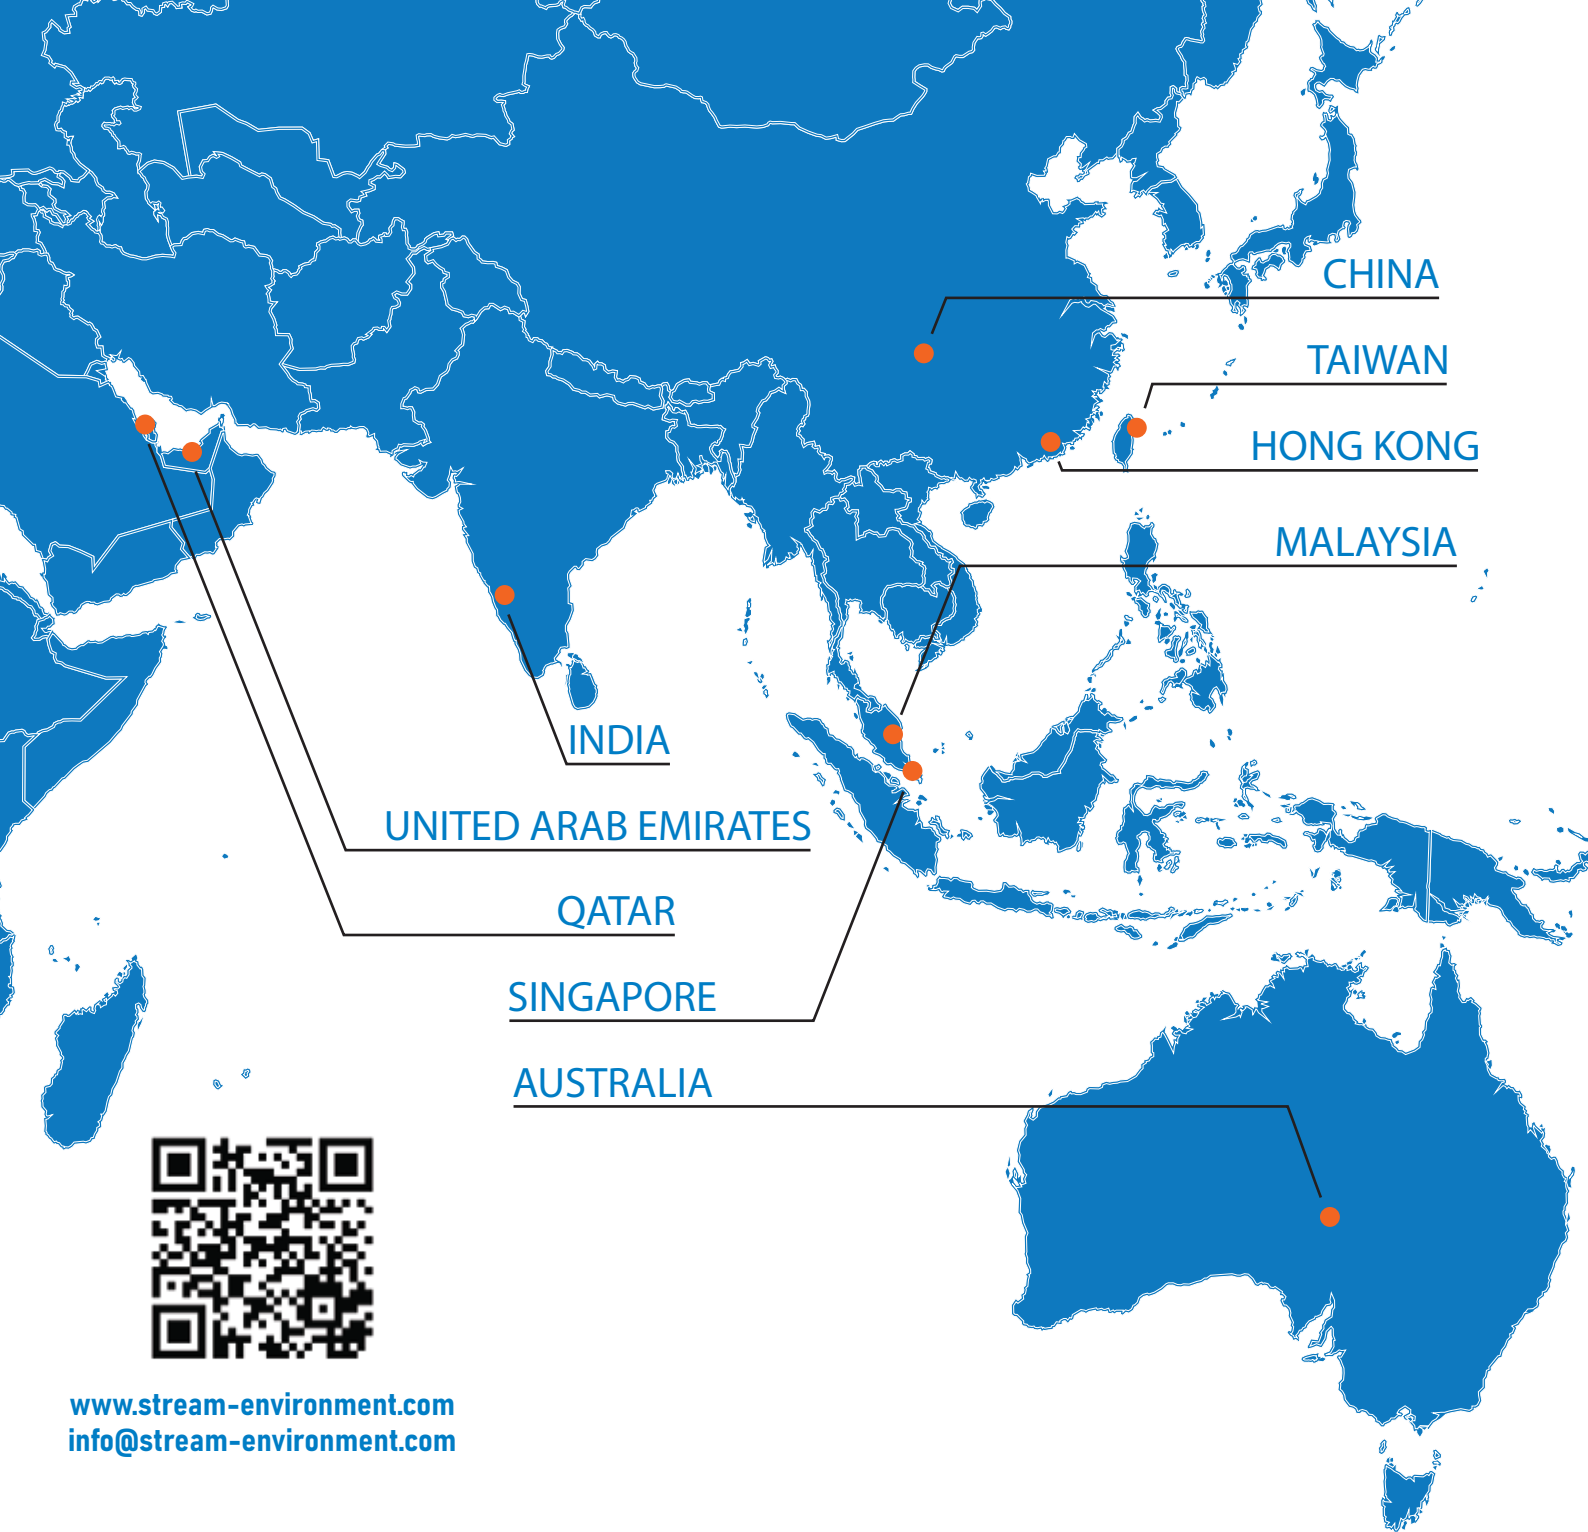 CHINA
TAIWAN
HONG KONG
MALAYSIA
INDIA
UNITED ARAB EMIRATES
QATAR
SINGAPORE
AUSTRALIA
www.stream-environment.com
info@stream-environment.com